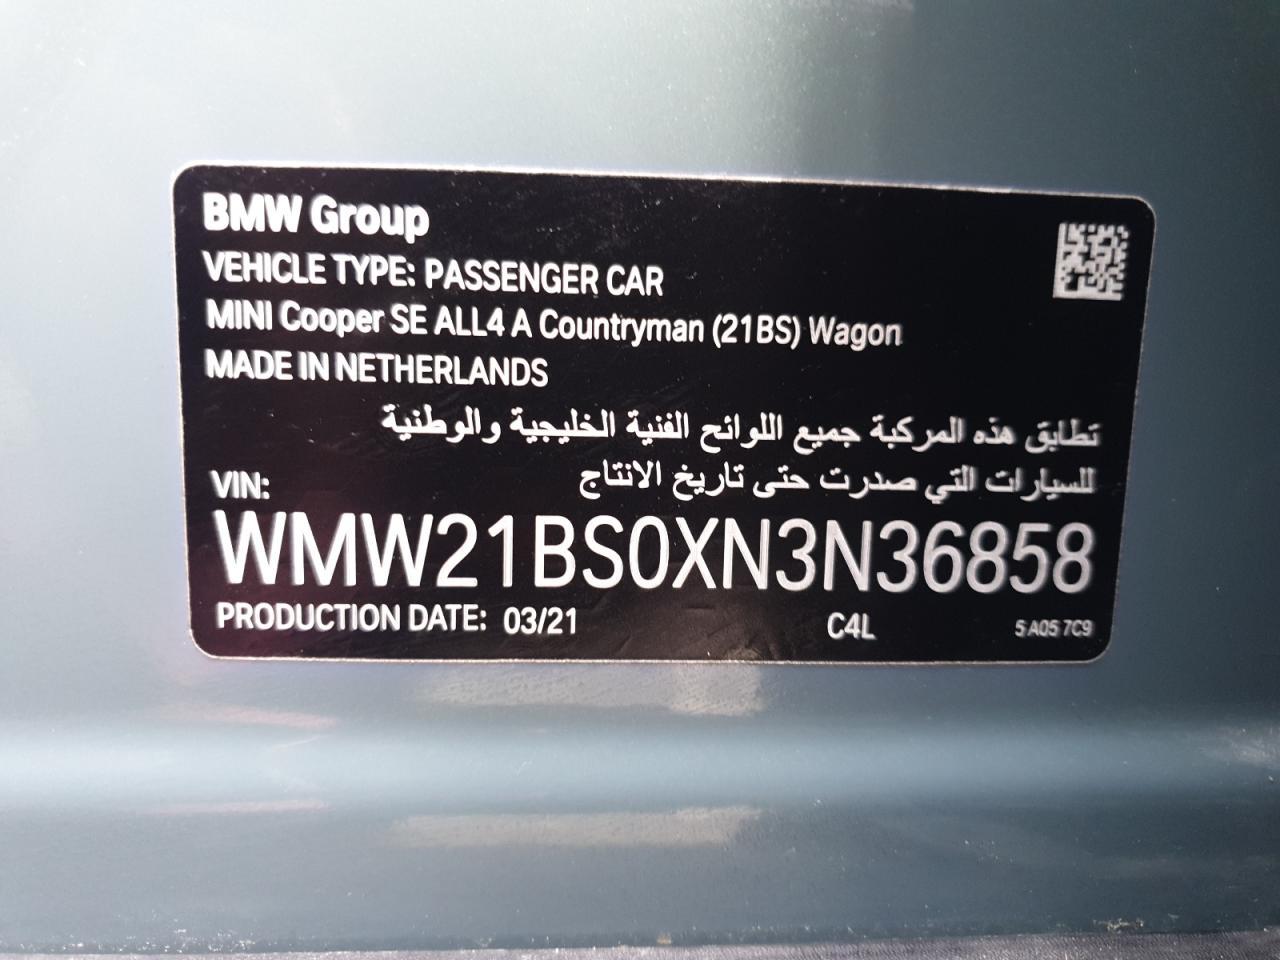 BMW Group
VEHICLE TYPE: PASSENGER CAR
MINI Cooper SE ALL4 A Countryman (21BS) Wagon
MADE IN NETHERLANDS
تطابق هذه المركبة جميع اللوائح الفنية الخليجية والوطنية
للسيارات التي صدرت حتى تاريخ الانتاج
VIN:
WMW21BS0XN3N36858
PRODUCTION DATE: 03/21 C4L 5 A05 7C9